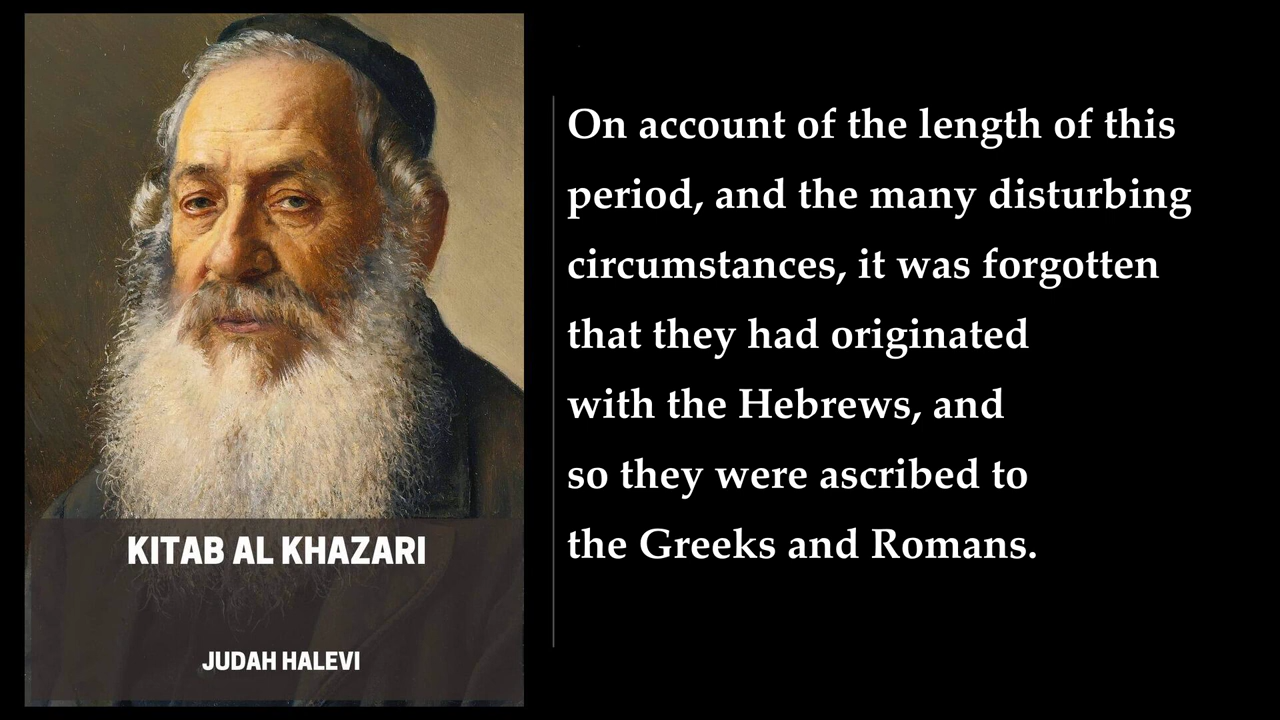 KITAB AL KHAZARI
JUDAH HALEVI
On account of the length of this
period, and the many disturbing
circumstances, it was forgotten
that they had originated
with the Hebrews, and
so they were ascribed to
the Greeks and Romans.